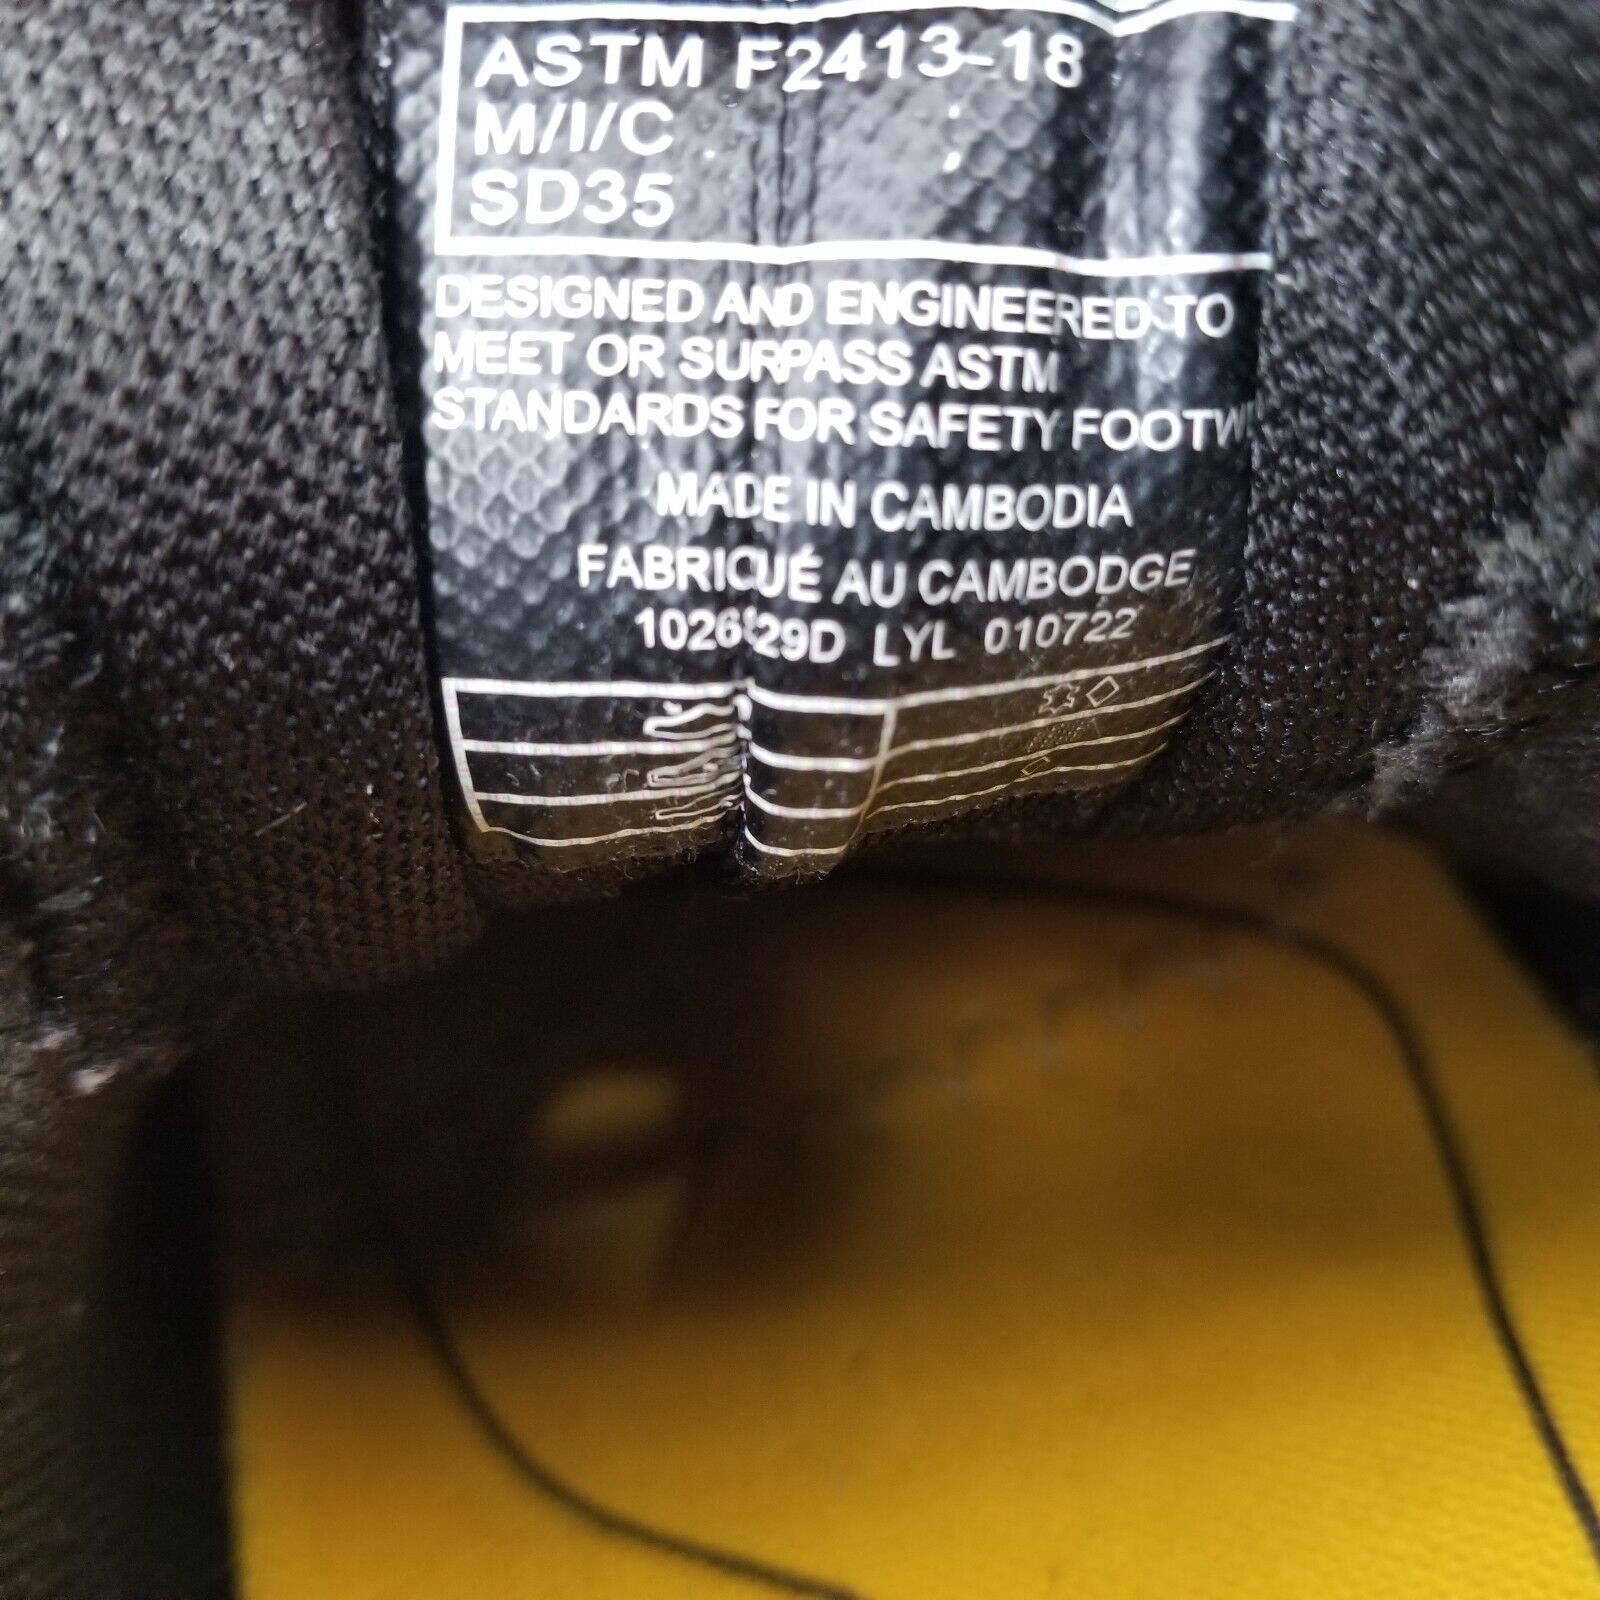 ASTM F2413-18
M/I/C
SD35
DESIGNED AND ENGINEERED TO
MEET OR SURPASS ASTM
STANDARDS FOR SAFETY
MADE IN CAMBODIA
FABRIQUÉ AU CAMBODGE
LYL 010722